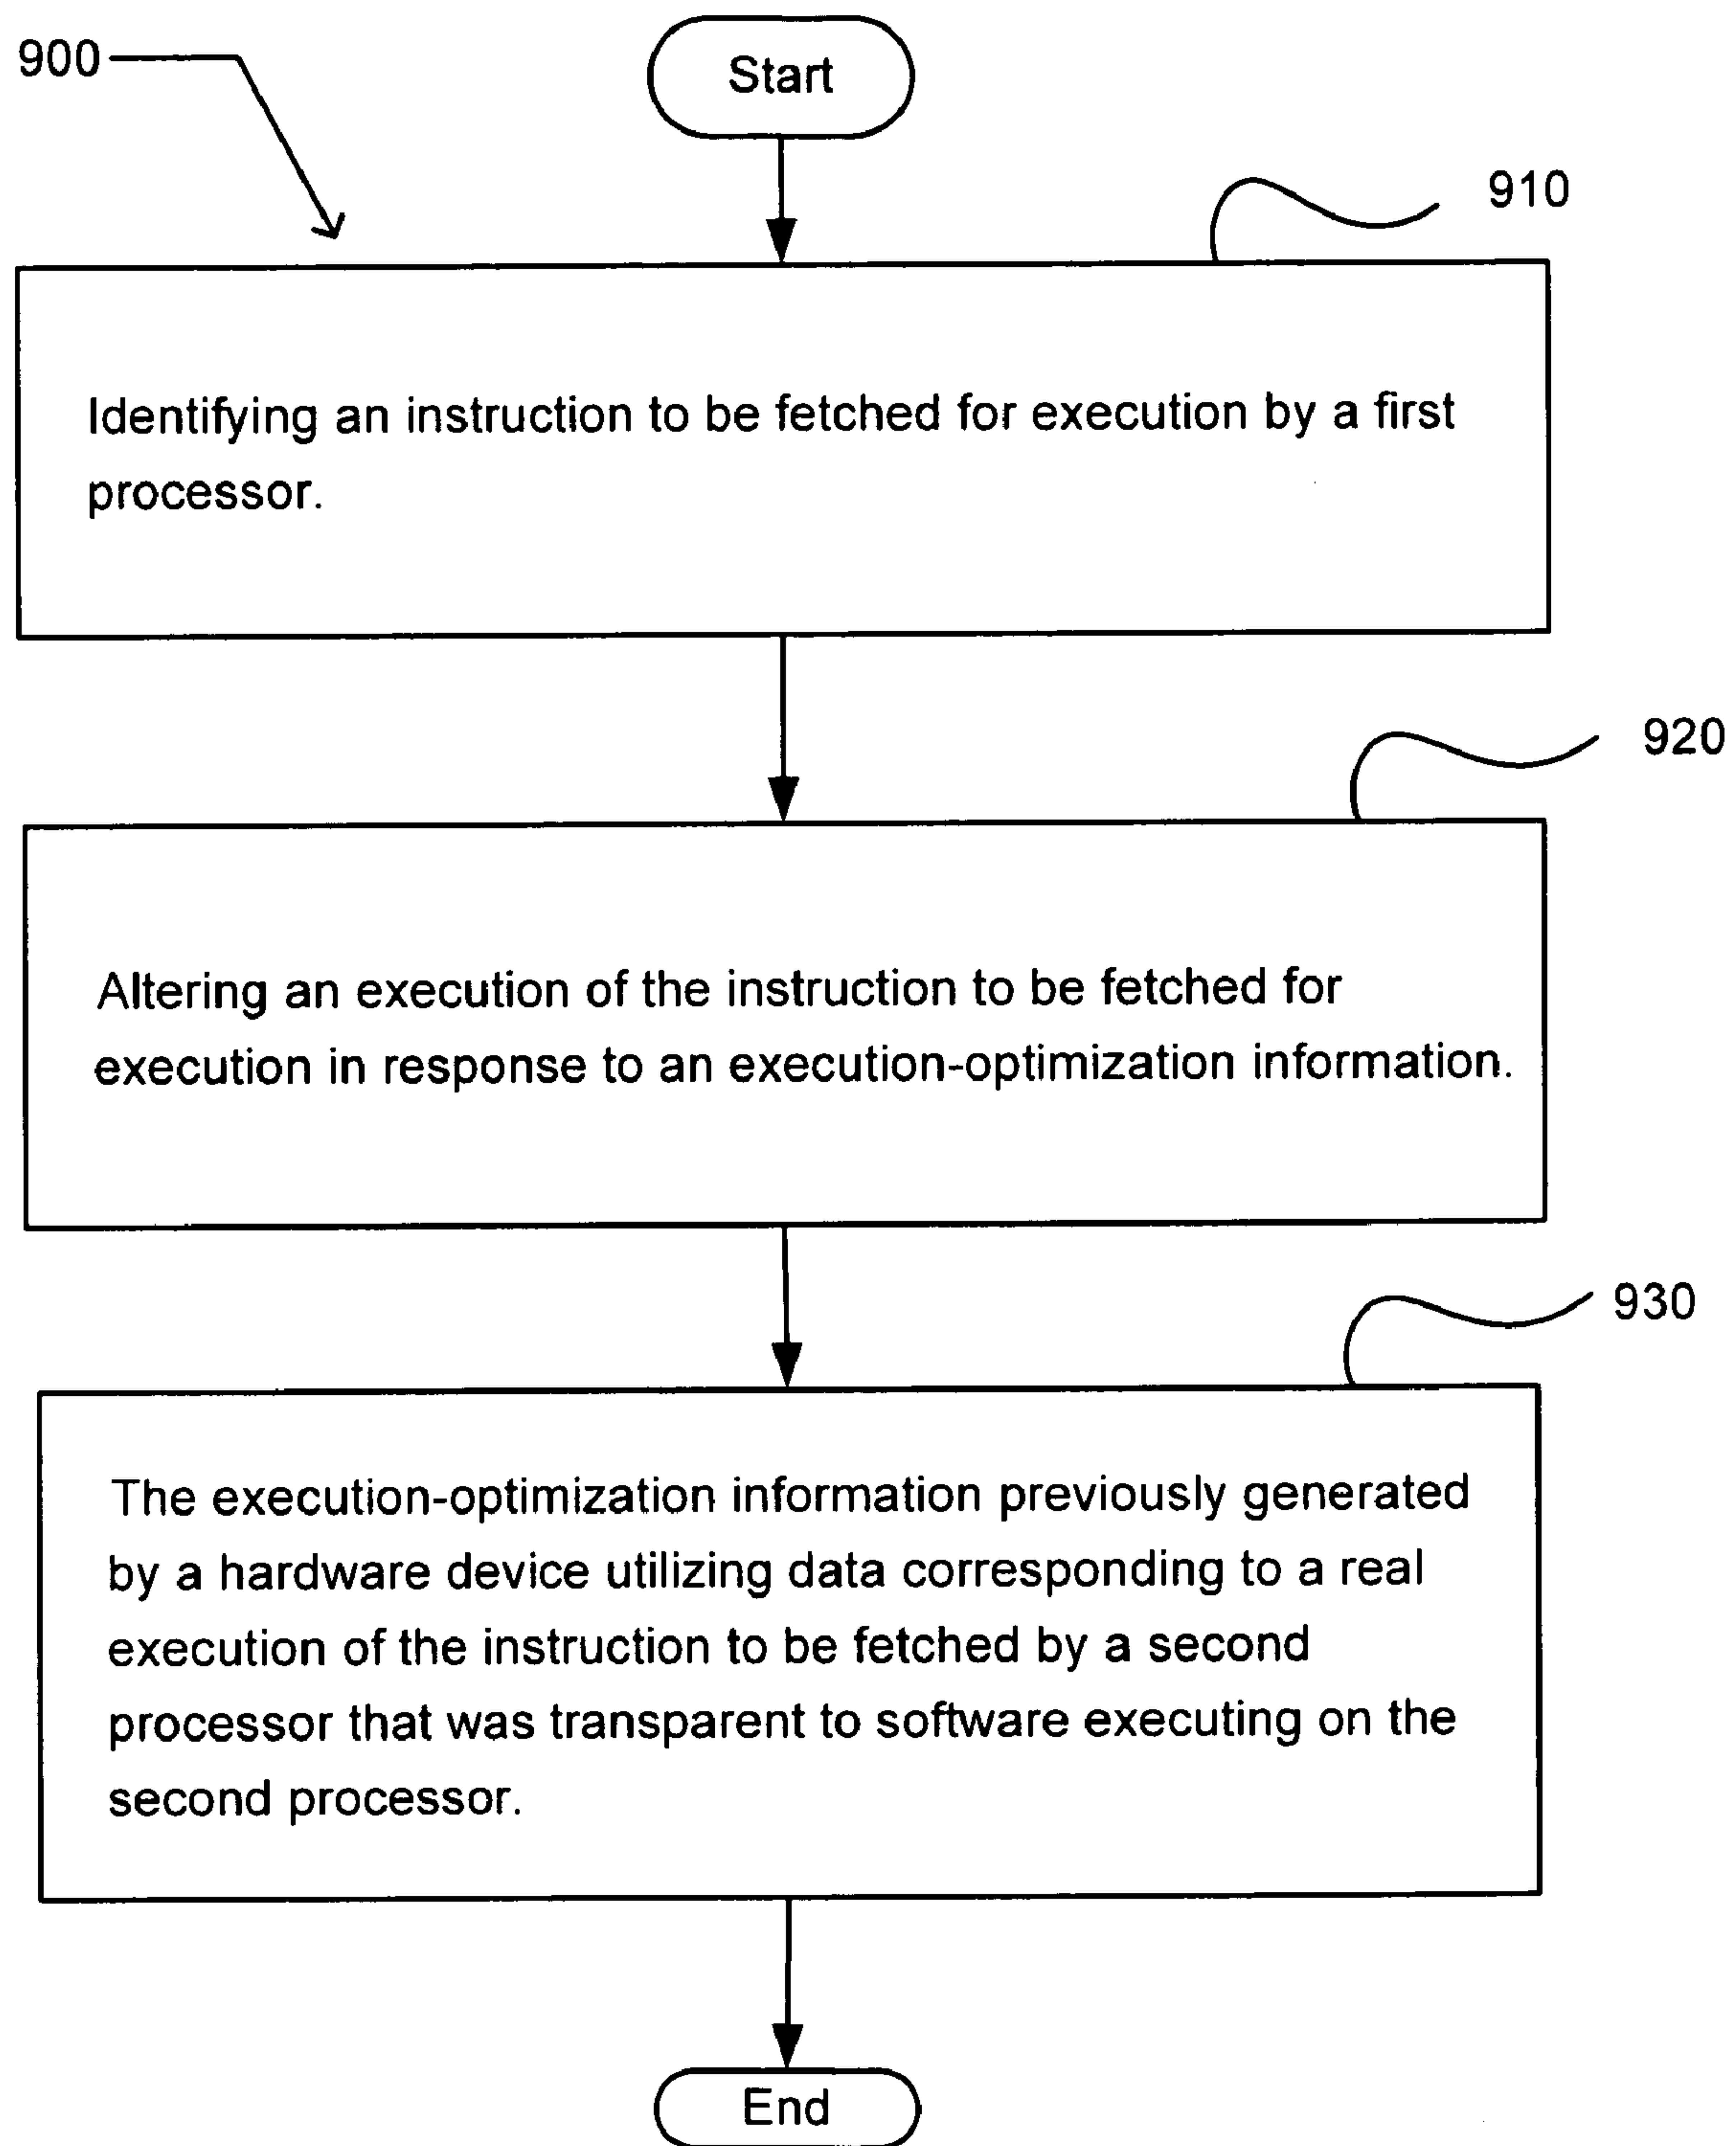 900
Start
910
Identifying an instruction to be fetched for execution by a first
processor.
920
Altering an execution of the instruction to be fetched for
execution in response to an execution-optimization information.
930
The execution-optimization information previously generated
by a hardware device utilizing data corresponding to a real
execution of the instruction to be fetched by a second
processor that was transparent to software executing on the
second processor.
End